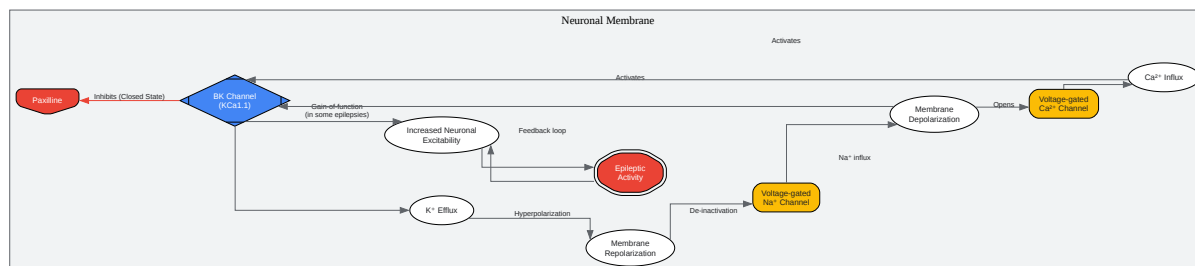 Neuronal Membrane
Activates
Activates
Ca²⁺ Influx
Paxilline
Inhibits (Closed State)
BK Channel
(KCa1.1)
Gain-of-function
(in some epilepsies)
Voltage-gated
Ca²⁺ Channel
Opens
Membrane
Depolarization
Increased Neuronal
Excitability
Feedback loop
Na⁺ influx
Epileptic
Activity
Voltage-gated
Na⁺ Channel
K⁺ Efflux
Hyperpolarization
De-inactivation
Membrane
Repolarization